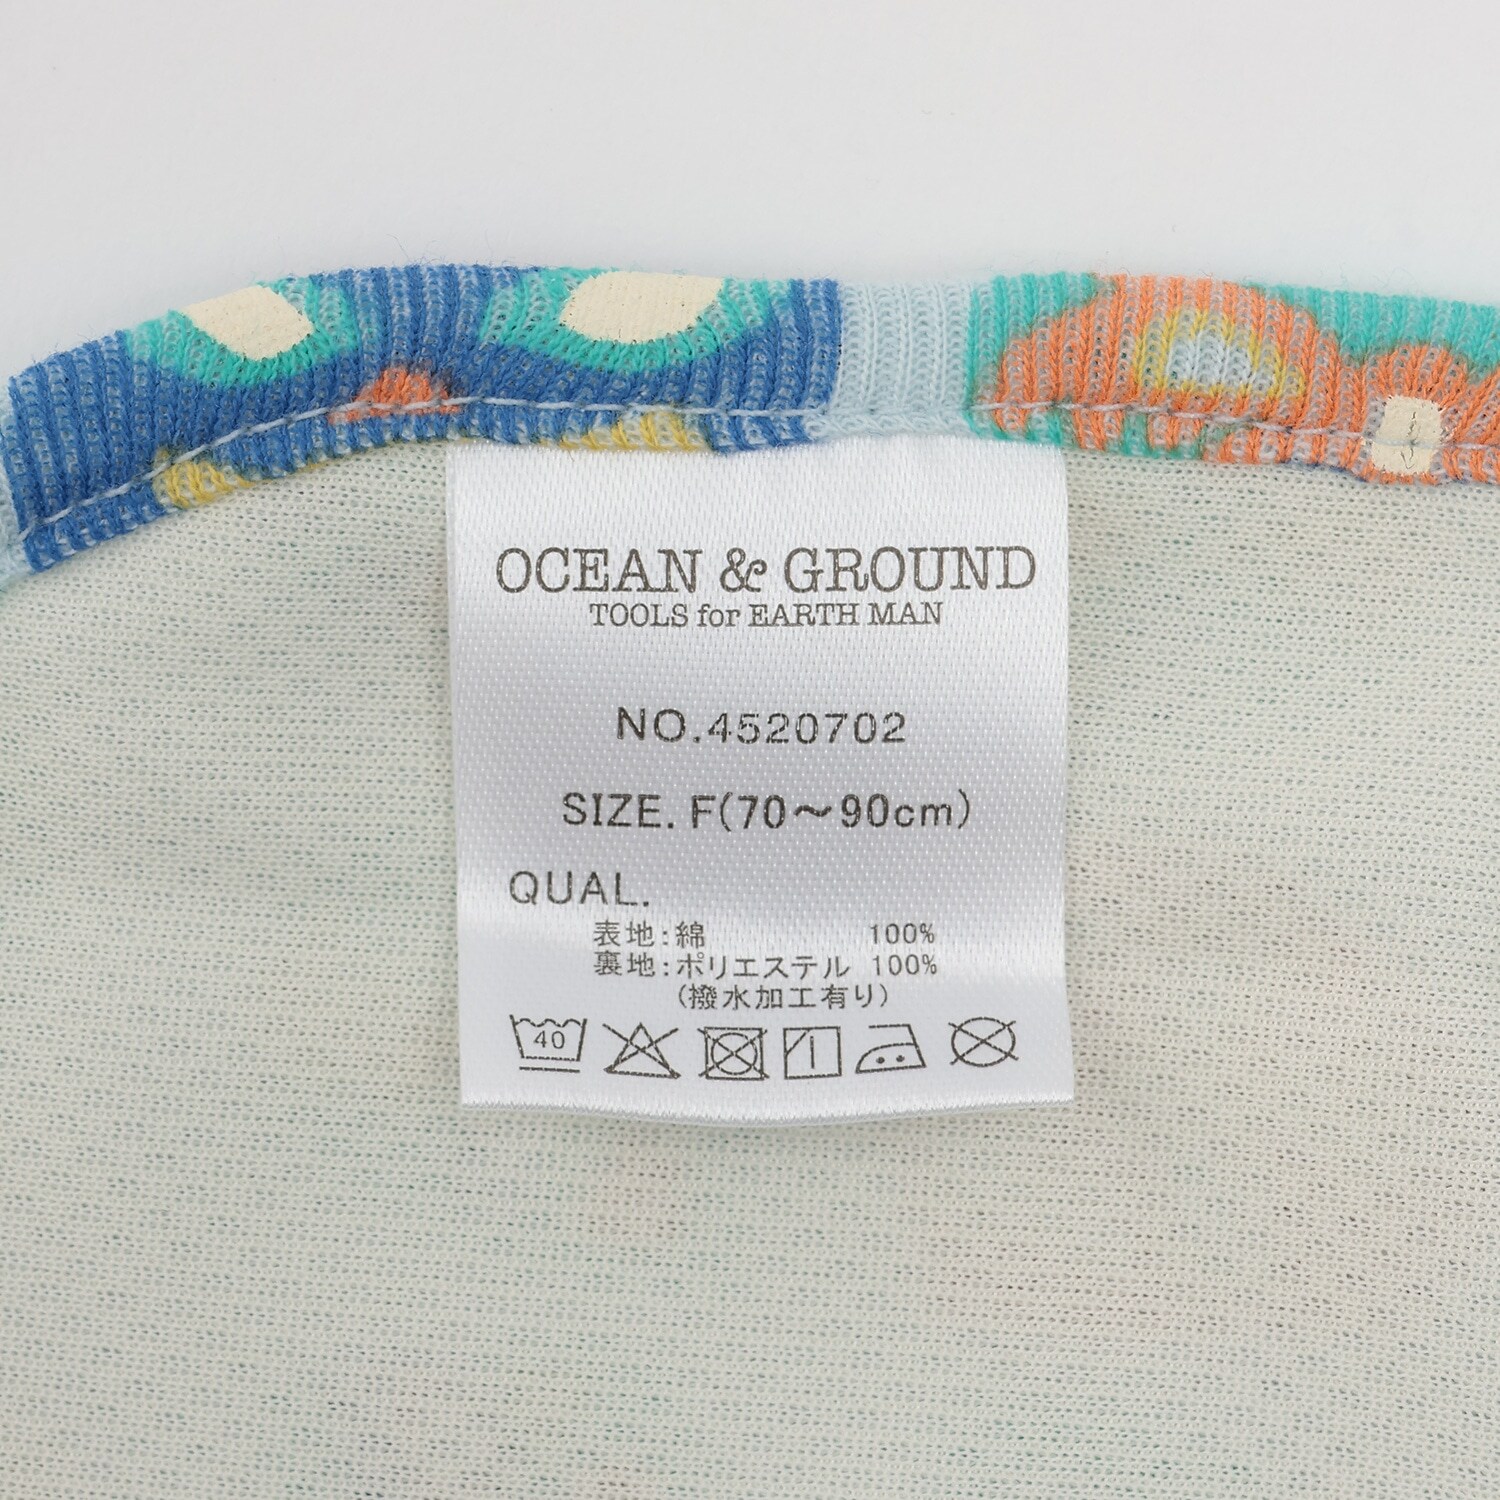 OCEAN & GROUND
TOOLS for EARTH MAN
NO.4520702
SIZE. F(70〜90cm)
QUAL.
表地:綿 100%
裏地:ポリエステル 100%
(撥水加工有り)
40